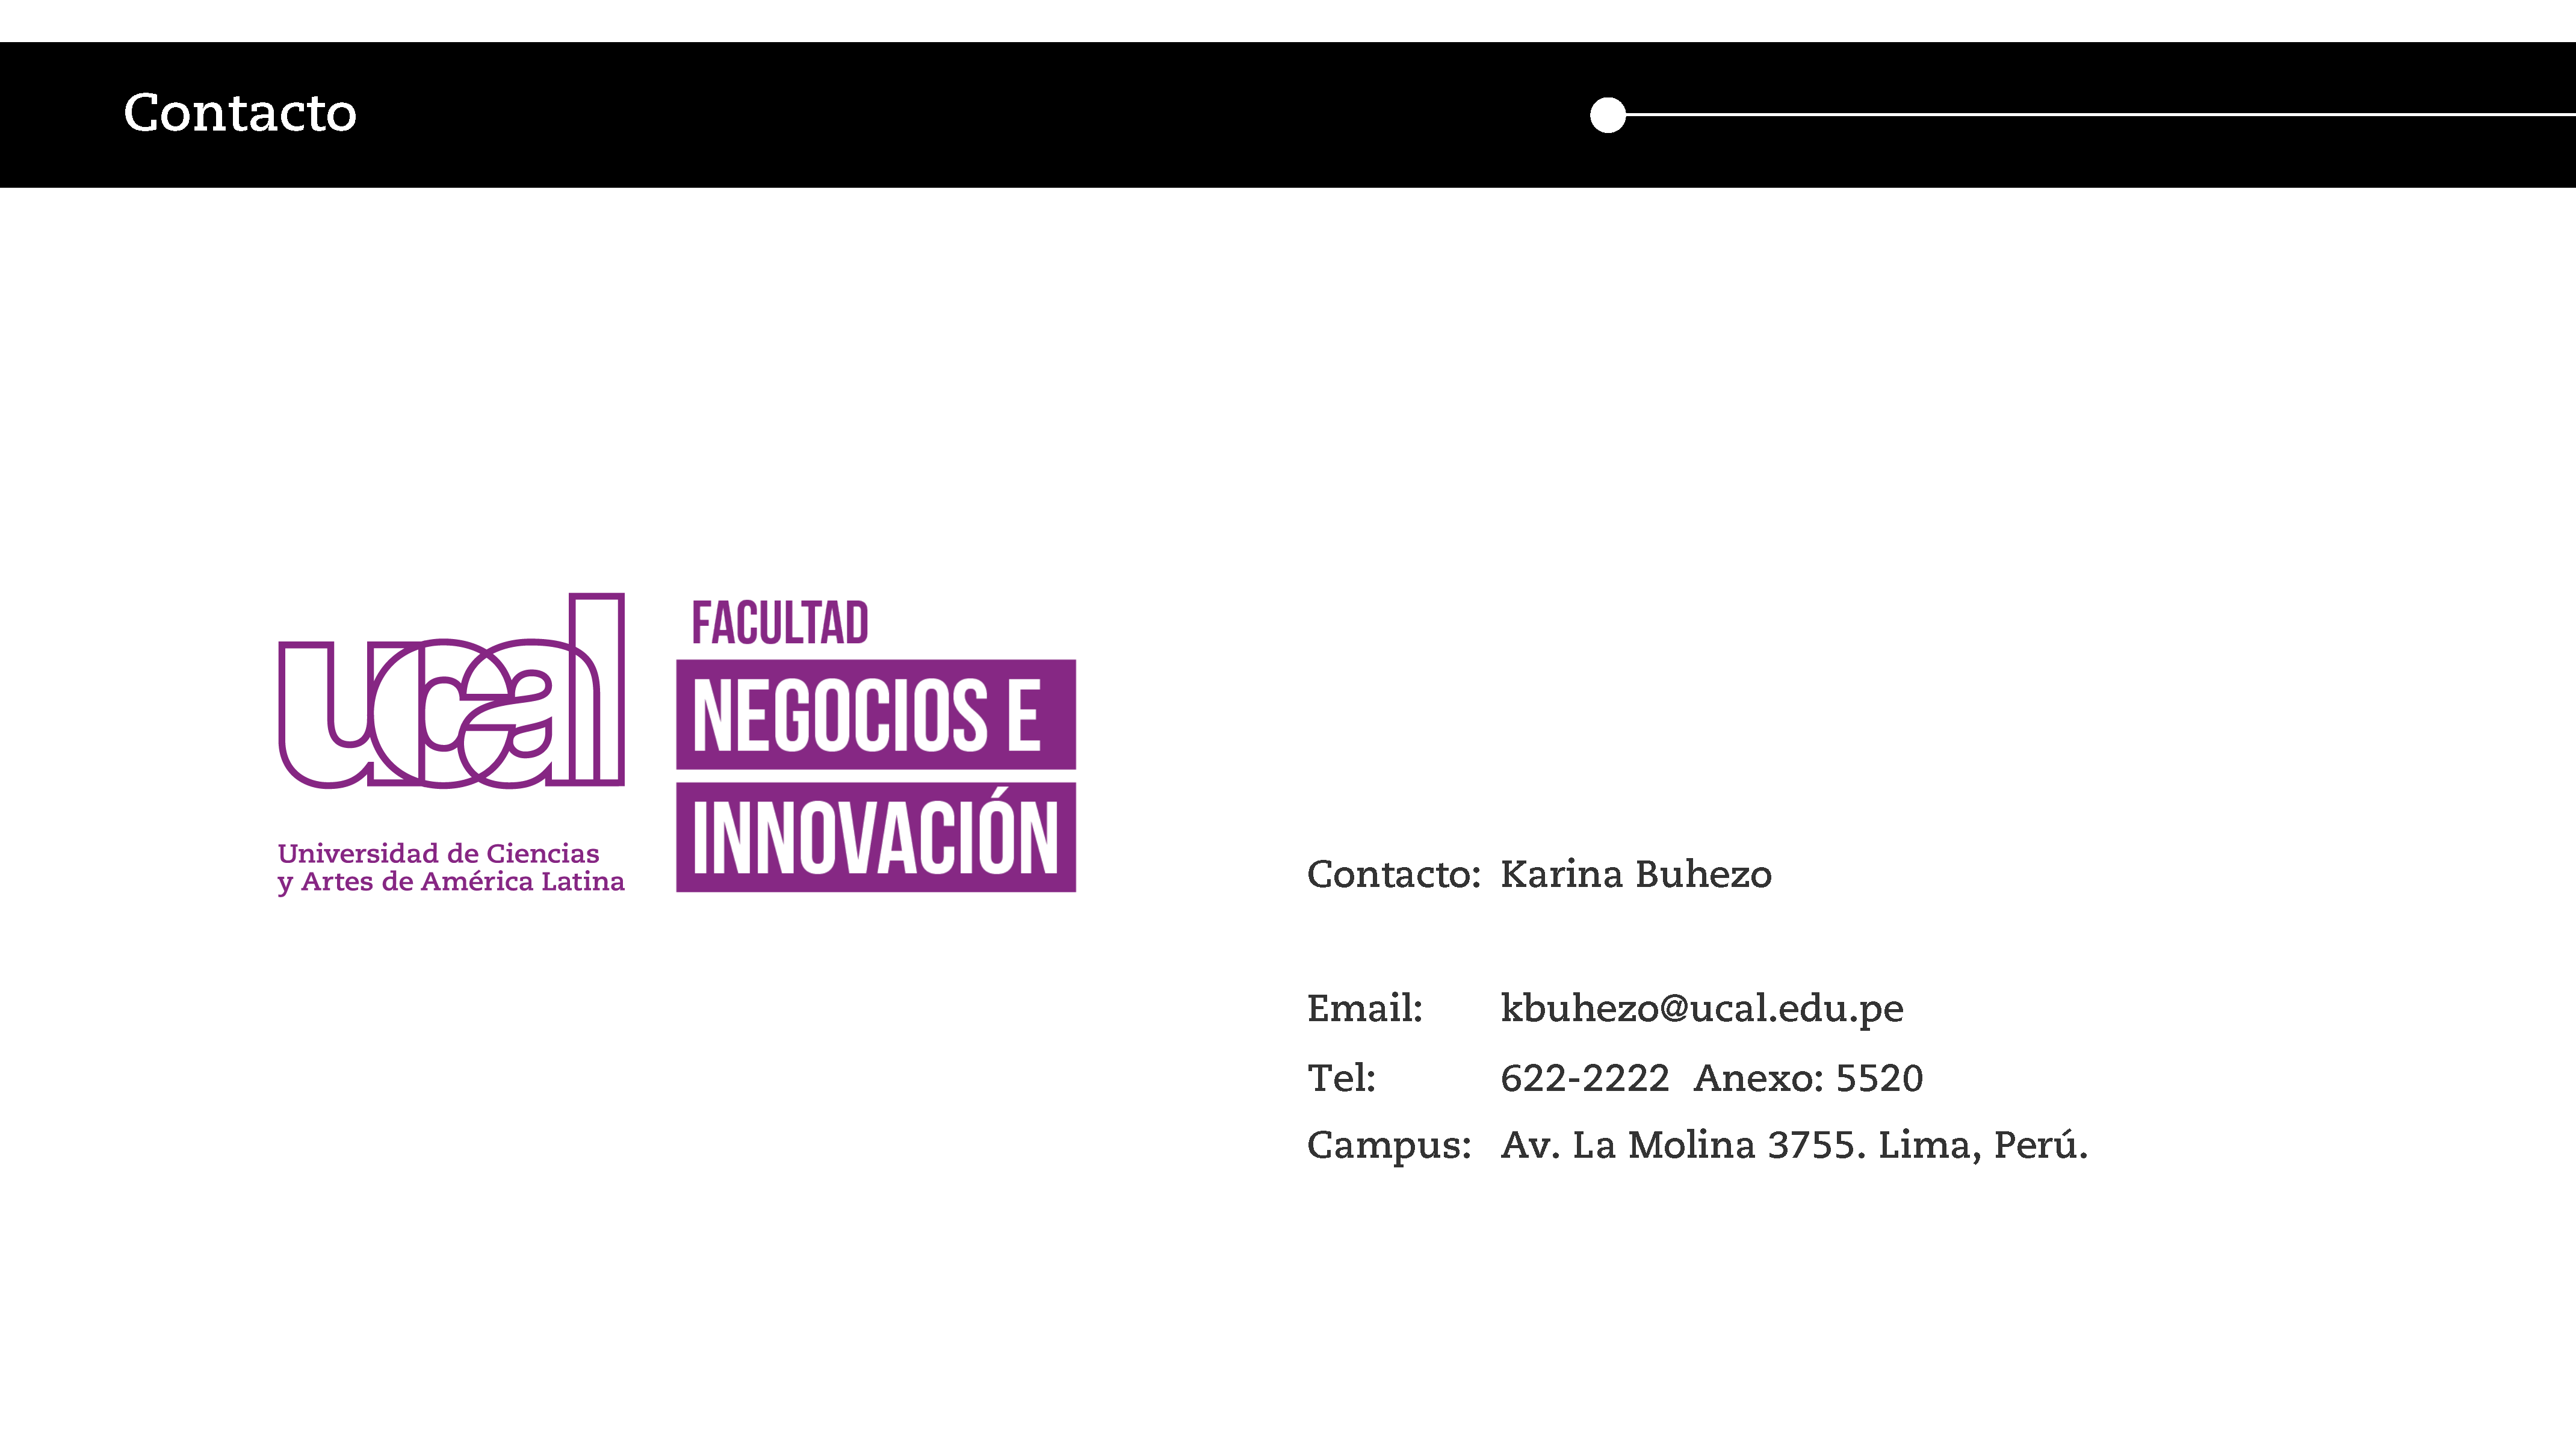 Contacto
ucal
Universidad de Ciencias
y Artes de América Latina
FACULTAD
NEGOCIOS E
INNOVACIÓN
Contacto: Karina Buhezo
Email: kbuhezo@ucal.edu.pe
Tel: 622-2222 Anexo: 5520
Campus: Av. La Molina 3755. Lima, Perú.